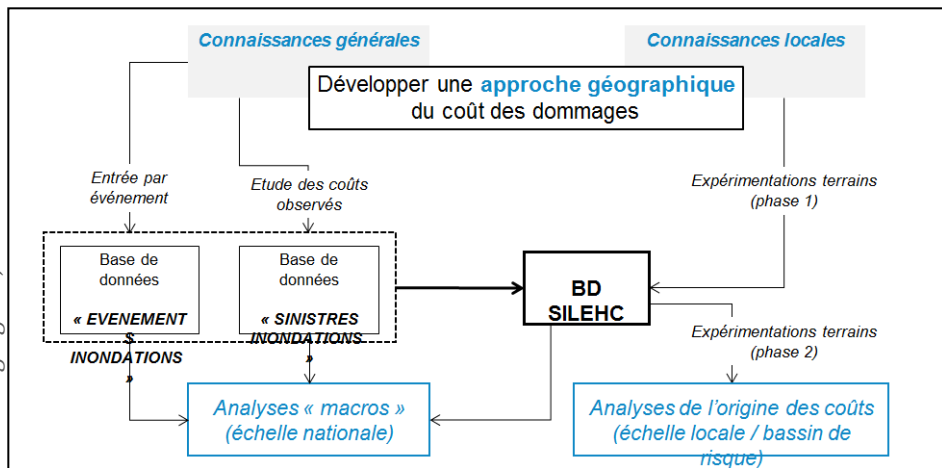 Connaissances générales
Connaissances locales
Développer une approche géographique
du coût des dommages
Entrée par
événement
Etude des coûts
observés
Expérimentations terrains
(phase 1)
Base de
données
« EVENEMENT
S
INONDATIONS
»
Base de
données
« SINISTRES
INONDATIONS »
BD
SILEHC
Expérimentations terrains
(phase 2)
Analyses « macros »
(échelle nationale)
Analyses de l'origine des coûts
(échelle locale / bassin de
risque)